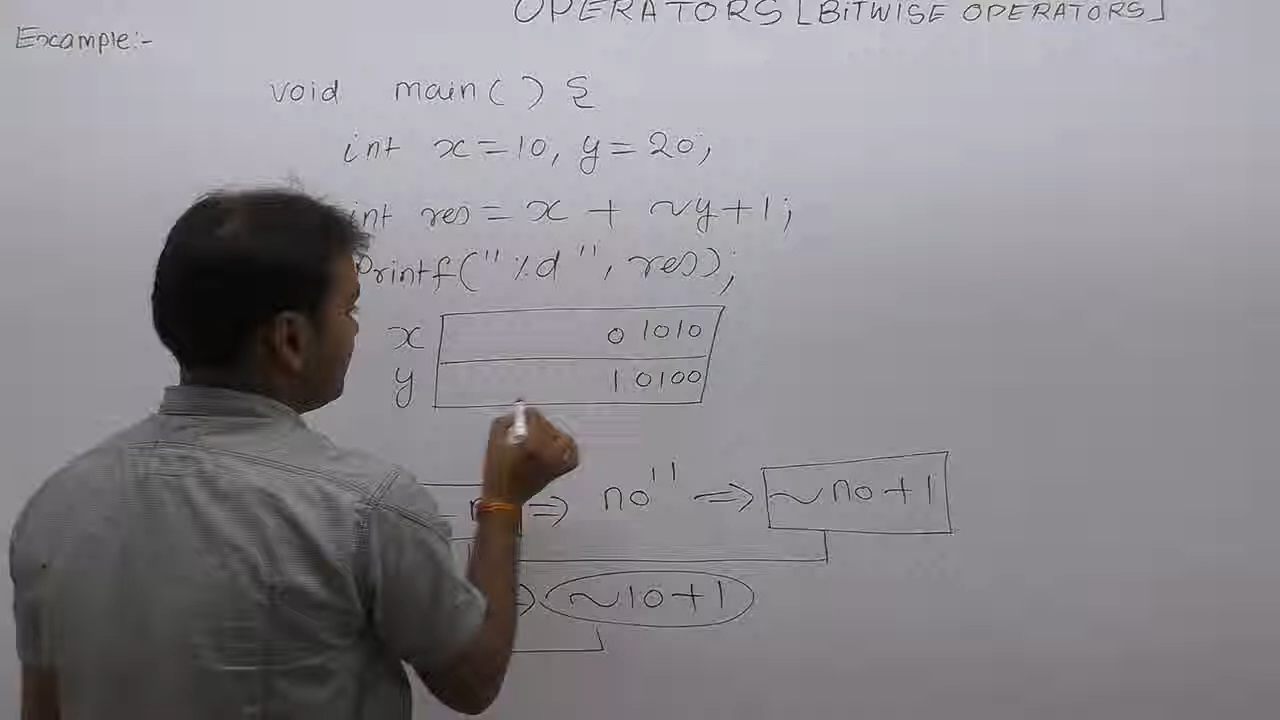 OPERATORS [BITWISE OPERATORS]
Example:-
void main() {
int x=10, y=20;
int res = x + ~y+1;
Printf("%d", res);
x 0 1010
y 1 0100
⇒ no'' ⇒ ~no+1
~10+1